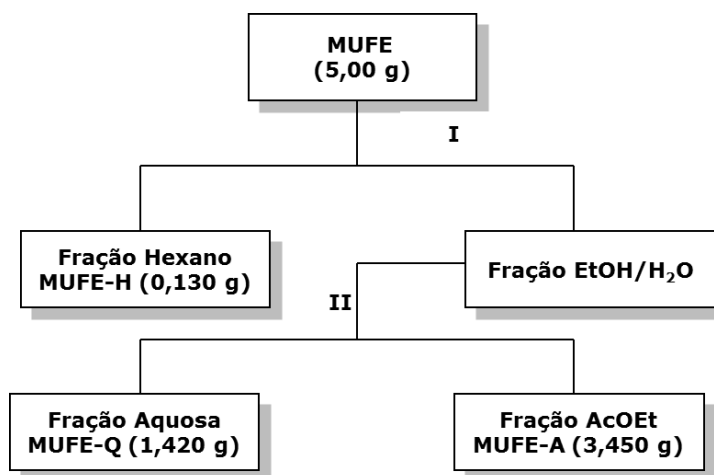 MUFE
(5,00 g)
I
Fração Hexano
MUFE-H (0,130 g)
Fração EtOH/H₂O
II
Fração Aquosa
MUFE-Q (1,420 g)
Fração AcOEt
MUFE-A (3,450 g)